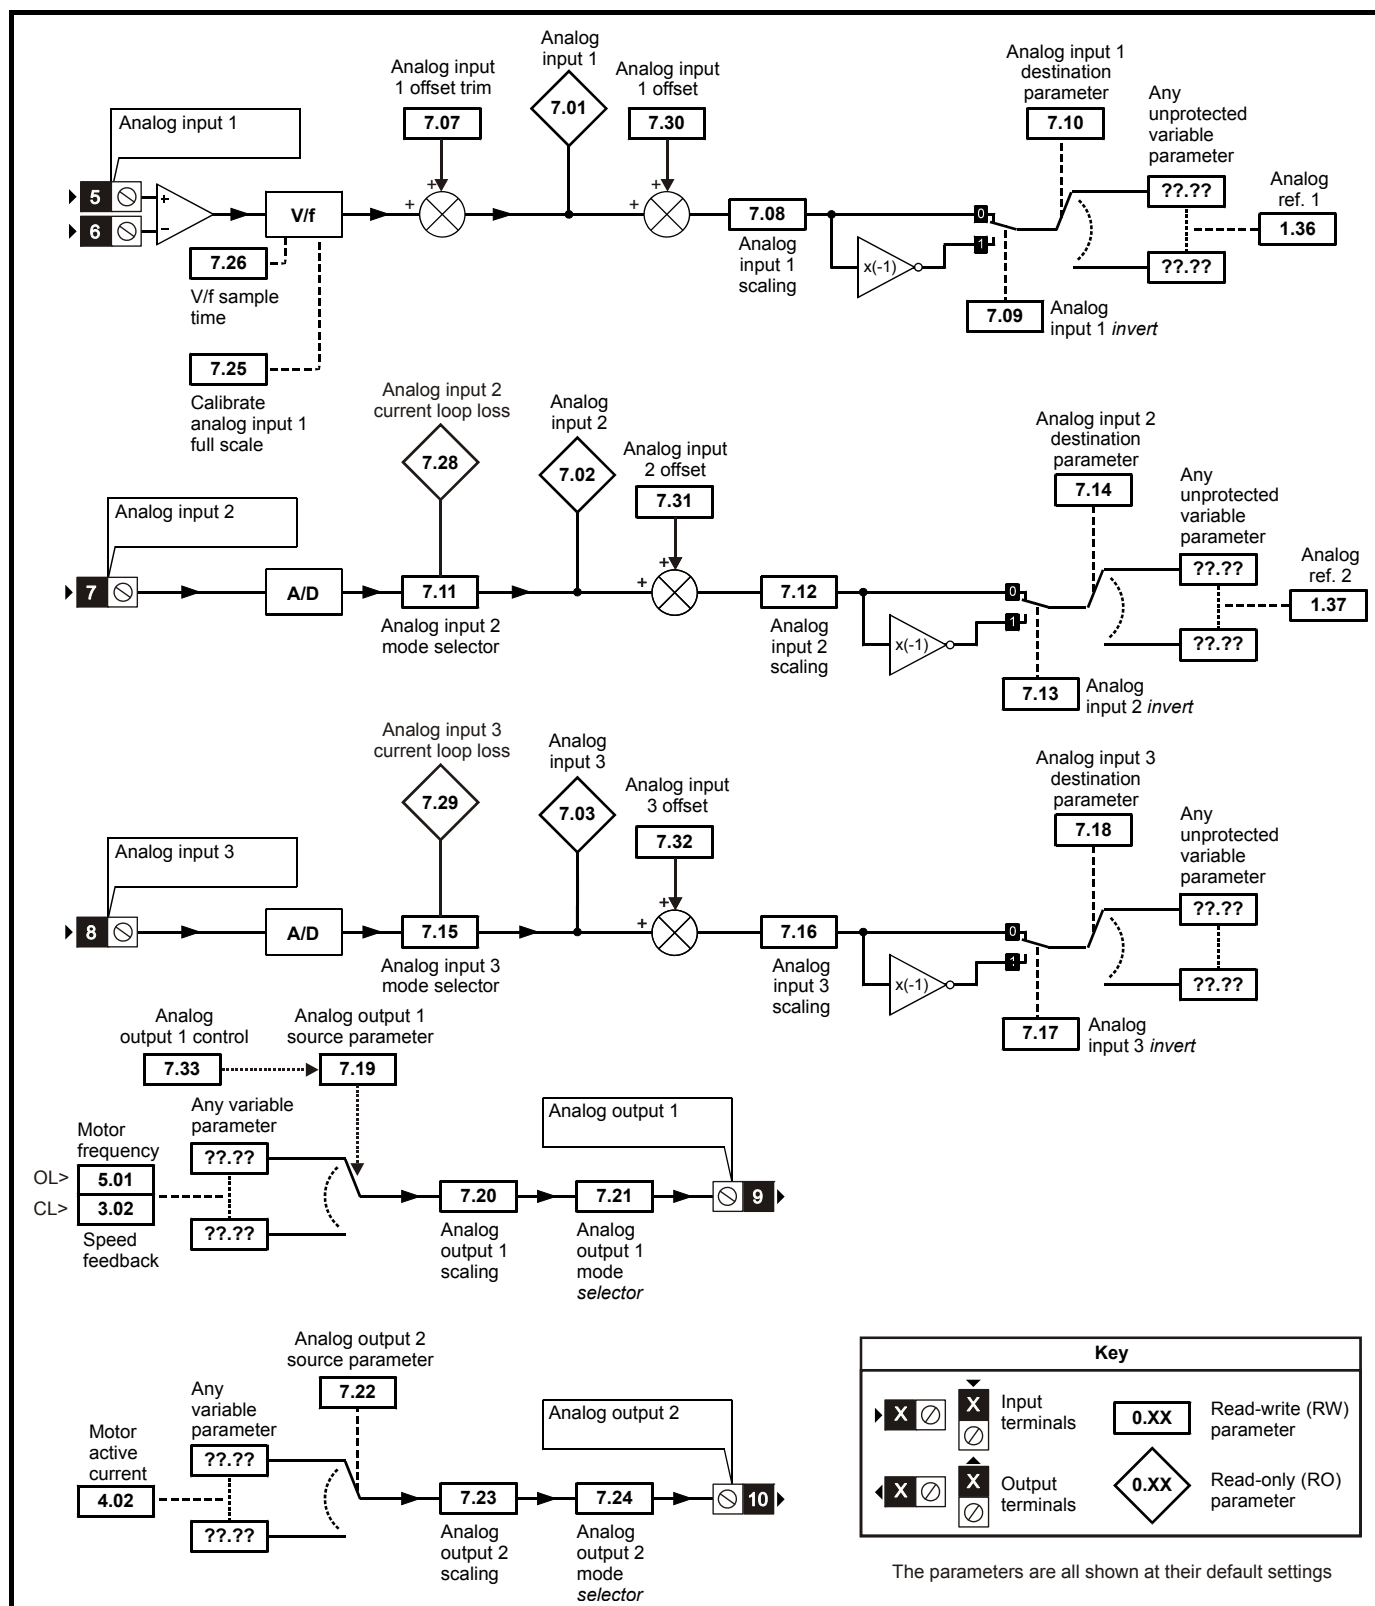 Analog input
1 offset trim
7.07
Analog
input 1
7.01
Analog input
1 offset
7.30
Analog input 1
destination
parameter
7.10
Any
unprotected
variable
parameter
??.??
??.??
Analog
ref. 1
1.36
Analog input 1
5
6
+
−
V/f
+
+
+
+
7.08
Analog
input 1
scaling
x(-1)
0
1
7.09
Analog
input 1 invert
7.26
V/f sample
time
7.25
Calibrate
analog input 1
full scale
Analog input 2
current loop loss
7.28
Analog
input 2
7.02
Analog input
2 offset
7.31
Analog input 2
destination
parameter
7.14
Any
unprotected
variable
parameter
??.??
??.??
Analog
ref. 2
1.37
Analog input 2
7
A/D
7.11
Analog input 2
mode selector
+
+
7.12
Analog
input 2
scaling
x(-1)
0
1
7.13
Analog
input 2 invert
Analog input 3
current loop loss
7.29
Analog
input 3
7.03
Analog input
3 offset
7.32
Analog input 3
destination
parameter
7.18
Any
unprotected
variable
parameter
??.??
??.??
Analog input 3
8
A/D
7.15
Analog input 3
mode selector
+
+
7.16
Analog
input 3
scaling
x(-1)
0
1
7.17
Analog
input 3 invert
Analog
output 1 control
7.33
Analog output 1
source parameter
7.19
Any variable
parameter
??.??
??.??
Motor
frequency
OL>
5.01
CL>
3.02
Speed
feedback
7.20
Analog
output 1
scaling
7.21
Analog
output 1
mode
selector
Analog output 1
9
Analog output 2
source parameter
7.22
Any
variable
parameter
??.??
??.??
Motor
active
current
4.02
7.23
Analog
output 2
scaling
7.24
Analog
output 2
mode
selector
Analog output 2
10
Key
X
X
Input
terminals
0.XX
Read-write (RW)
parameter
X
X
Output
terminals
0.XX
Read-only (RO)
parameter
The parameters are all shown at their default settings